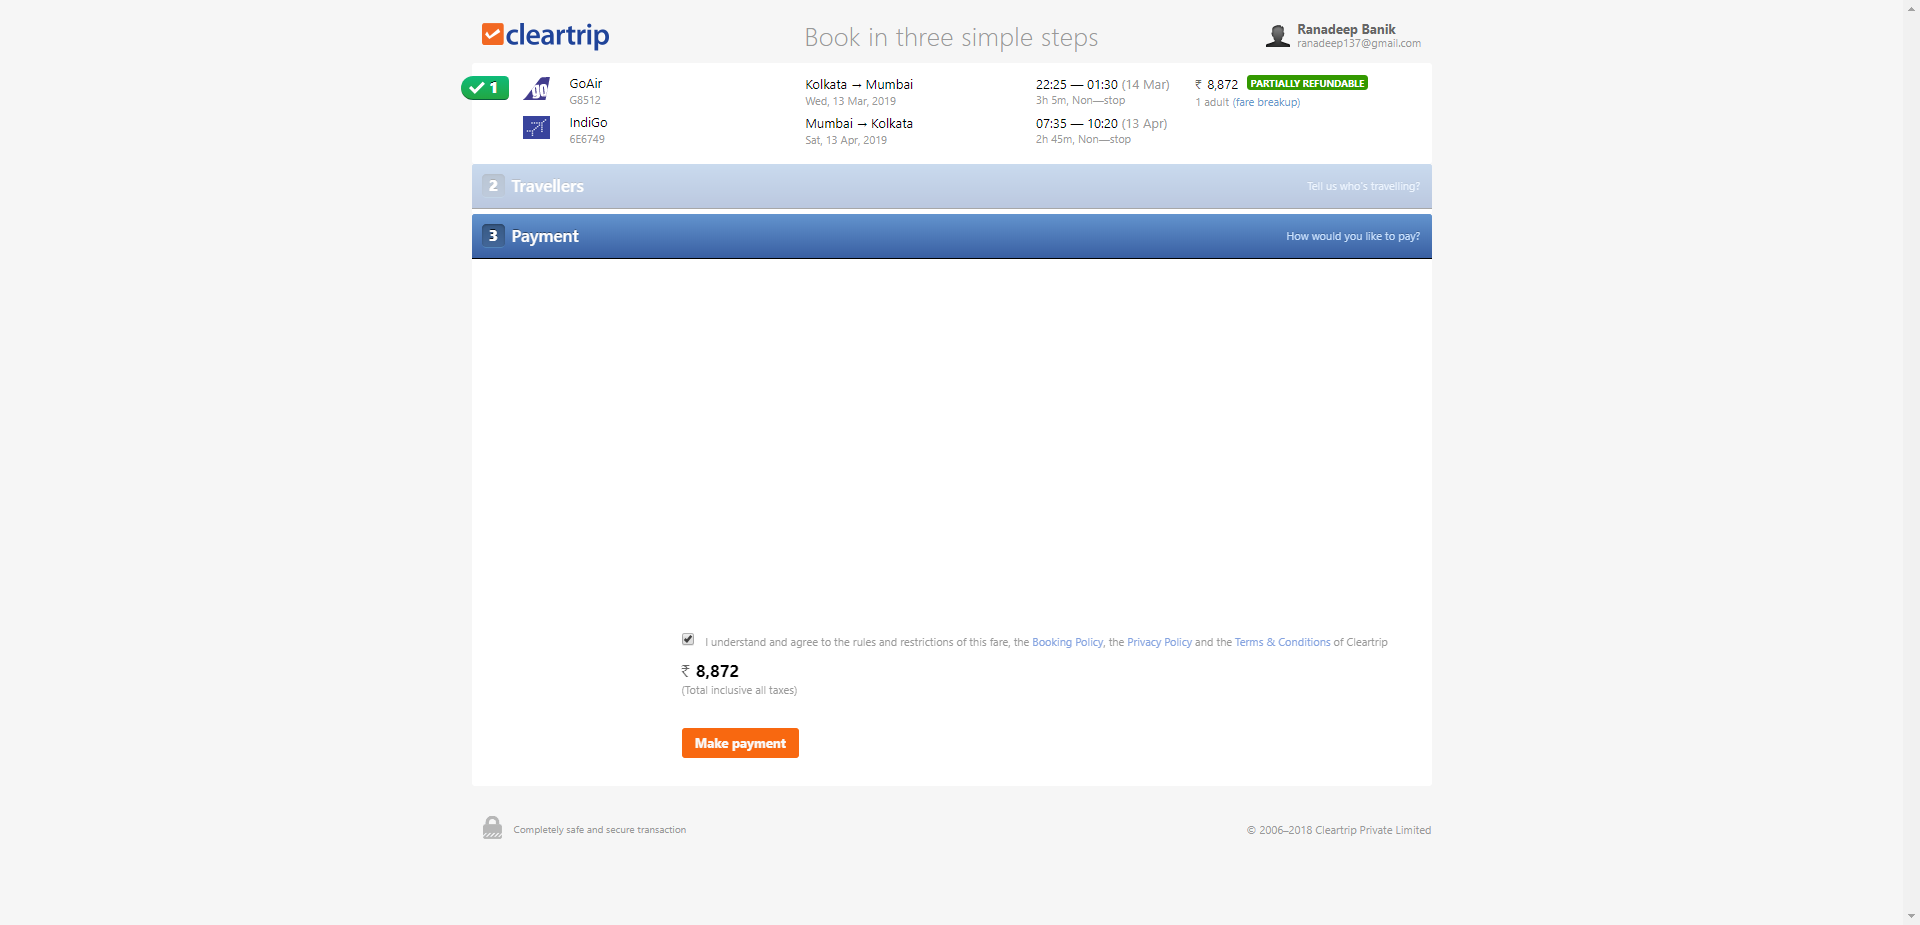 cleartrip
Book in three simple steps
Ranadeep Banik
ranadeep137@gmail.com
1
go
GoAir
G8512
Kolkata → Mumbai
Wed, 13 Mar, 2019
22:25 — 01:30 (14 Mar)
3h 5m, Non—stop
₹ 8,872 PARTIALLY REFUNDABLE
1 adult (fare breakup)
IndiGo
6E6749
Mumbai → Kolkata
Sat, 13 Apr, 2019
07:35 — 10:20 (13 Apr)
2h 45m, Non—stop
2 Travellers
Tell us who's travelling?
3 Payment
How would you like to pay?
I understand and agree to the rules and restrictions of this fare, the Booking Policy, the Privacy Policy and the Terms & Conditions of Cleartrip
₹ 8,872
(Total inclusive all taxes)
Make payment
Completely safe and secure transaction
© 2006–2018 Cleartrip Private Limited